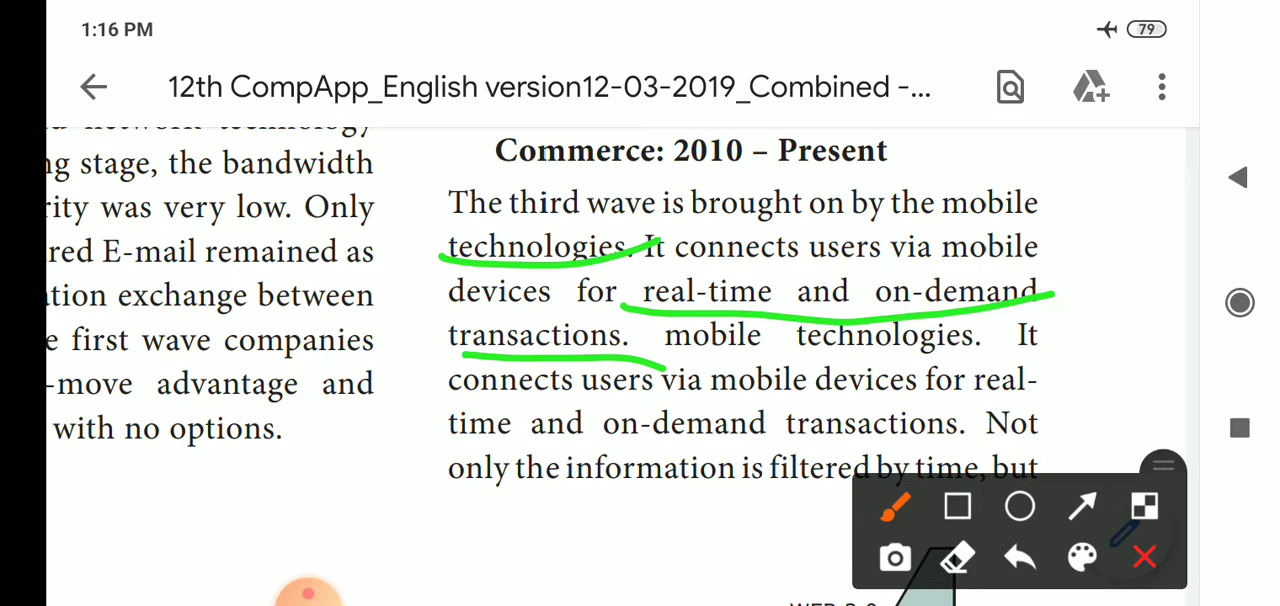 1:16 PM
79
12th CompApp_English version12-03-2019_Combined -...
network technology
ng stage, the bandwidth
rity was very low. Only
red E-mail remained as
ation exchange between
e first wave companies
-move advantage and
with no options.
Commerce: 2010 – Present
The third wave is brought on by the mobile
technologies. It connects users via mobile
devices for real-time and on-demand
transactions. mobile technologies. It
connects users via mobile devices for real-
time and on-demand transactions. Not
only the information is filtered by time, but